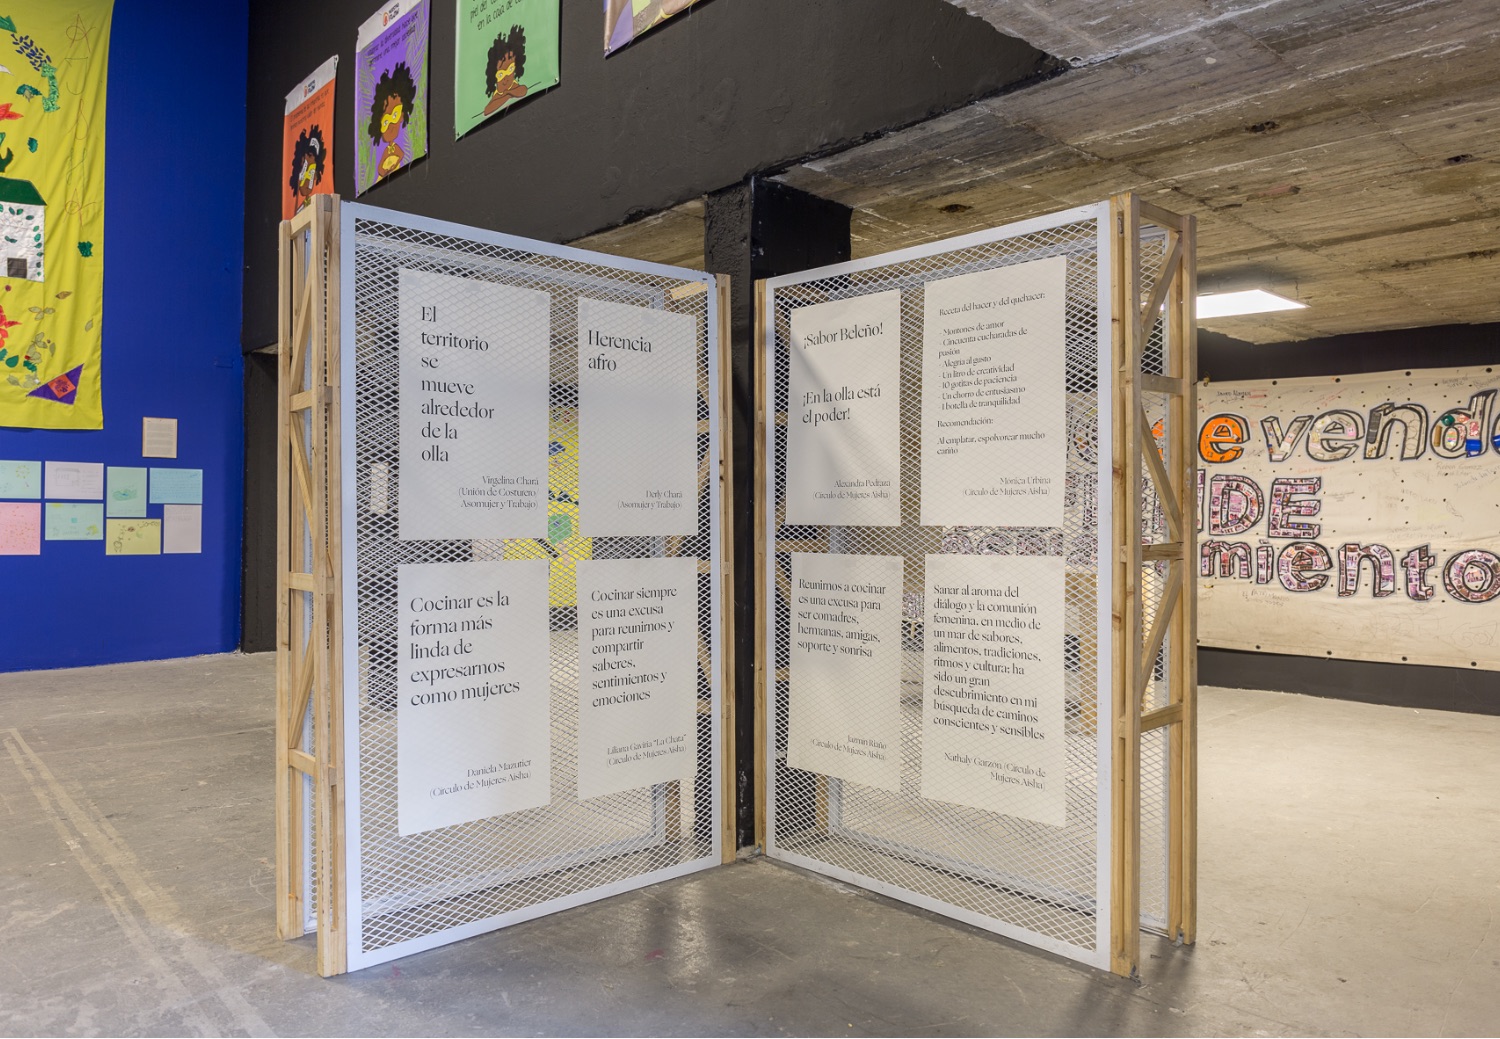 en la casa de
El
territorio
se
mueve
alrededor
de la
olla
Virgelina Chará
(Unión de Costurero)
Asomujer y Trabajo)
Herencia
afro
Derly Chará
(Asomujer y Trabajo)
Cocinar es la
forma más
linda de
expresarnos
como mujeres
Daniela Mazutier
(Círculo de Mujeres Aisha)
Cocinar siempre
es una excusa
para reunirnos y
compartir
saberes,
sentimientos y
emociones
Liliana Gaviria "La Chata"
(Círculo de Mujeres Aisha)
¡Sabor Beleño!
¡En la olla está
el poder!
Alexandra Pedraza
(Círculo de Mujeres Aisha)
Receta del hacer y del quehacer:
- Montones de amor
- Cincuenta cucharadas de
pasión
- Alegría al gusto
- Un litro de creatividad
- 10 gotitas de paciencia
- Un chorro de entusiasmo
- 1 botella de tranquilidad
Recomendación:
Al emplatar, espolvorear mucho
cariño
Mónica Urbina
(Círculo de Mujeres Aisha)
Reunirnos a cocinar
es una excusa para
ser comadres,
hermanas, amigas,
soporte y sonrisa
Jazmín Riaño
(Círculo de Mujeres Aisha)
Sanar al aroma del
diálogo y la comunión
femenina, en medio de
un mar de sabores,
alimentos, tradiciones,
ritmos y cultura; ha
sido un gran
descubrimiento en mi
búsqueda de caminos
conscientes y sensibles
Nathaly Garzón (Círculo de
Mujeres Aisha)
e vende
NDE
miento